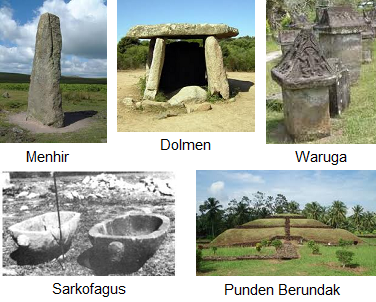 Menhir
Dolmen
Waruga
Sarkofagus
Punden Berundak